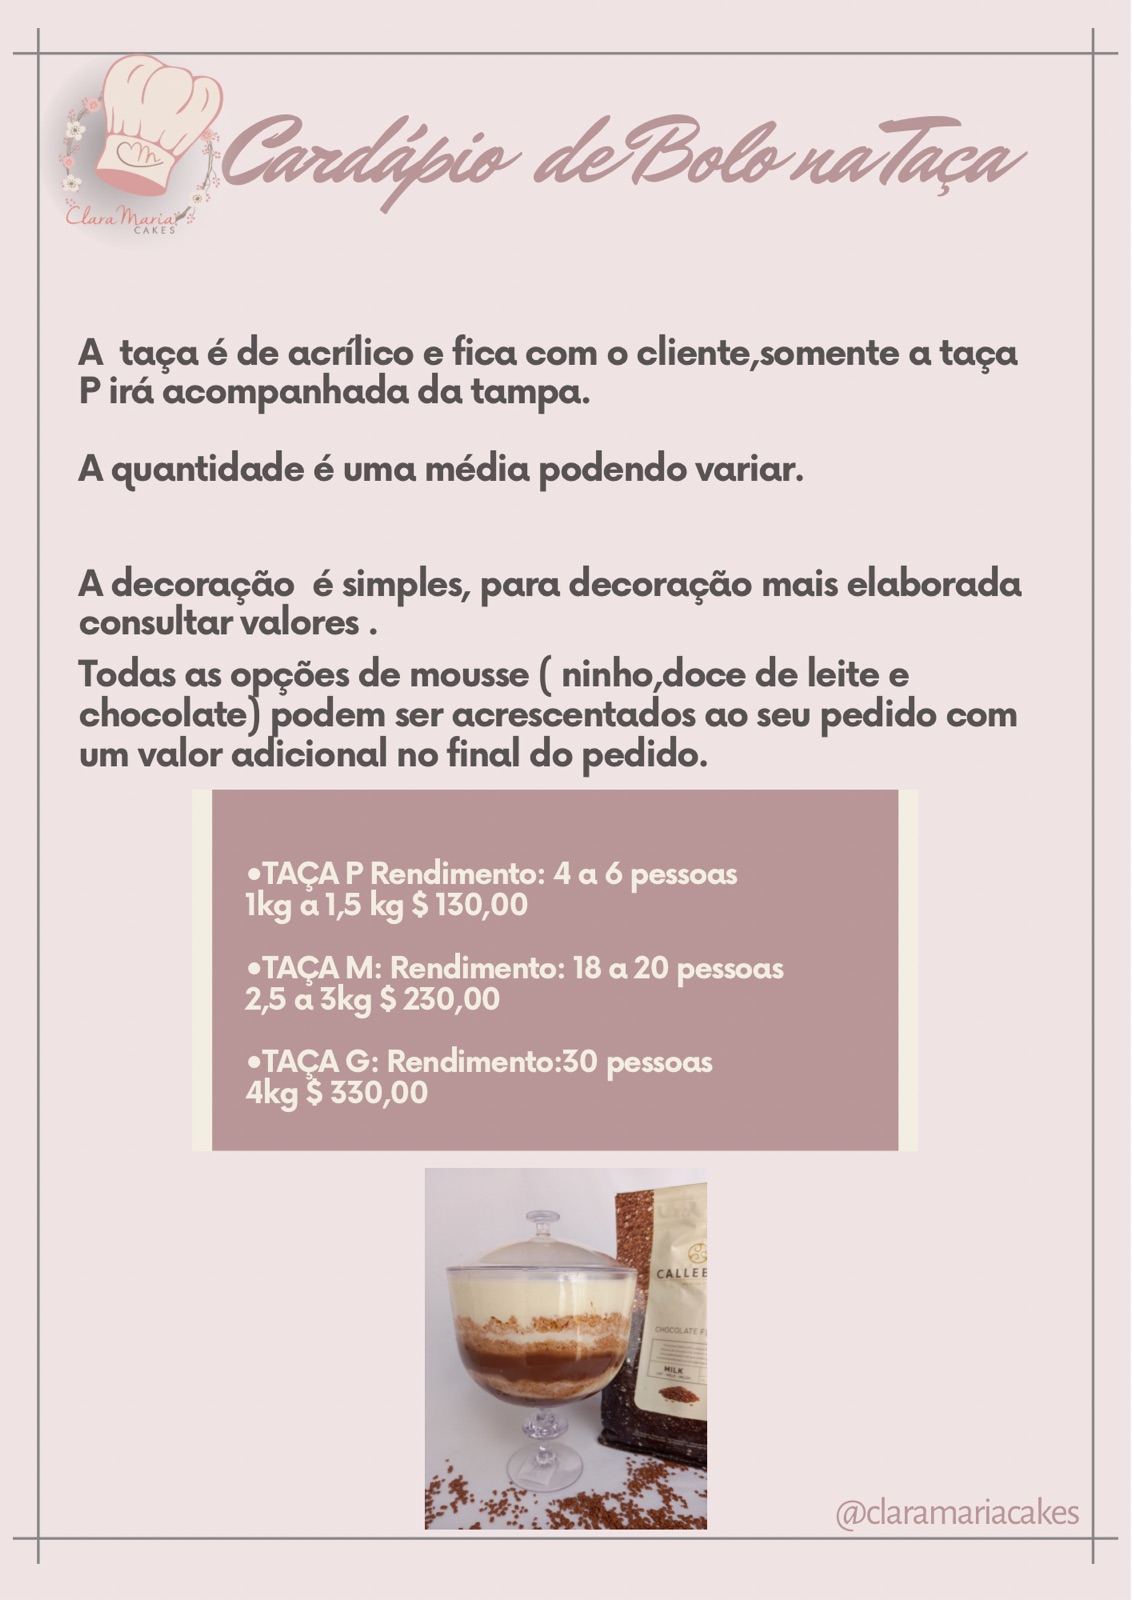 Clara Maria
CAKES
Cardápio de Bolo na Taça
A taça é de acrílico e fica com o cliente,somente a taça
P irá acompanhada da tampa.
A quantidade é uma média podendo variar.
A decoração é simples, para decoração mais elaborada
consultar valores .
Todas as opções de mousse ( ninho,doce de leite e
chocolate) podem ser acrescentados ao seu pedido com
um valor adicional no final do pedido.
•TAÇA P Rendimento: 4 a 6 pessoas
1kg a 1,5 kg $ 130,00
•TAÇA M: Rendimento: 18 a 20 pessoas
2,5 a 3kg $ 230,00
•TAÇA G: Rendimento:30 pessoas
4kg $ 330,00
CALLEB
CHOCOLATE F
MILK
@claramariacakes